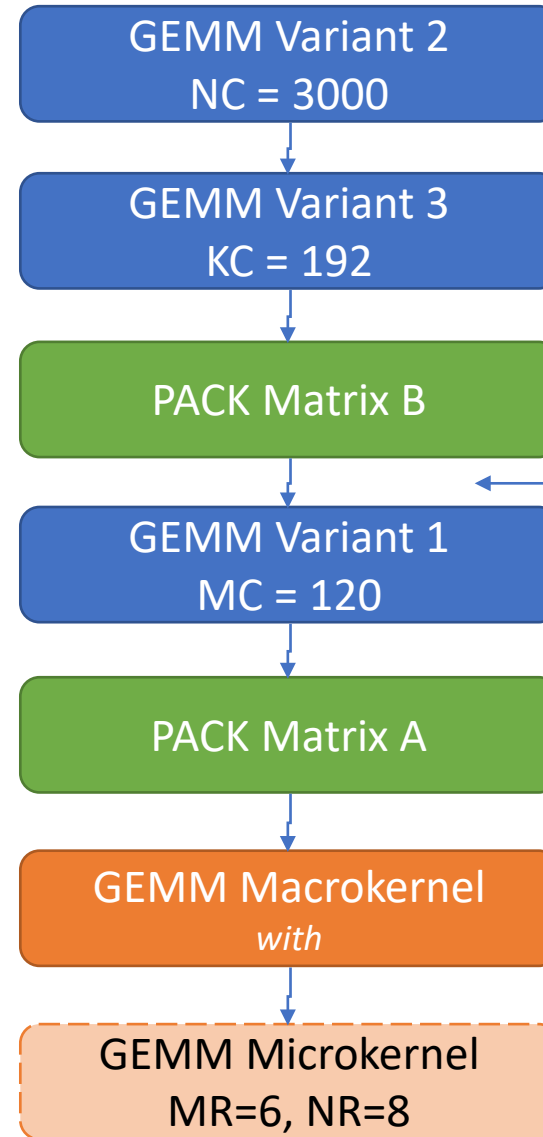 GEMM Variant 2
NC = 3000
GEMM Variant 3
KC = 192
PACK Matrix B
GEMM Variant 1
MC = 120
PACK Matrix A
GEMM Macrokernel
with
GEMM Microkernel
MR=6, NR=8